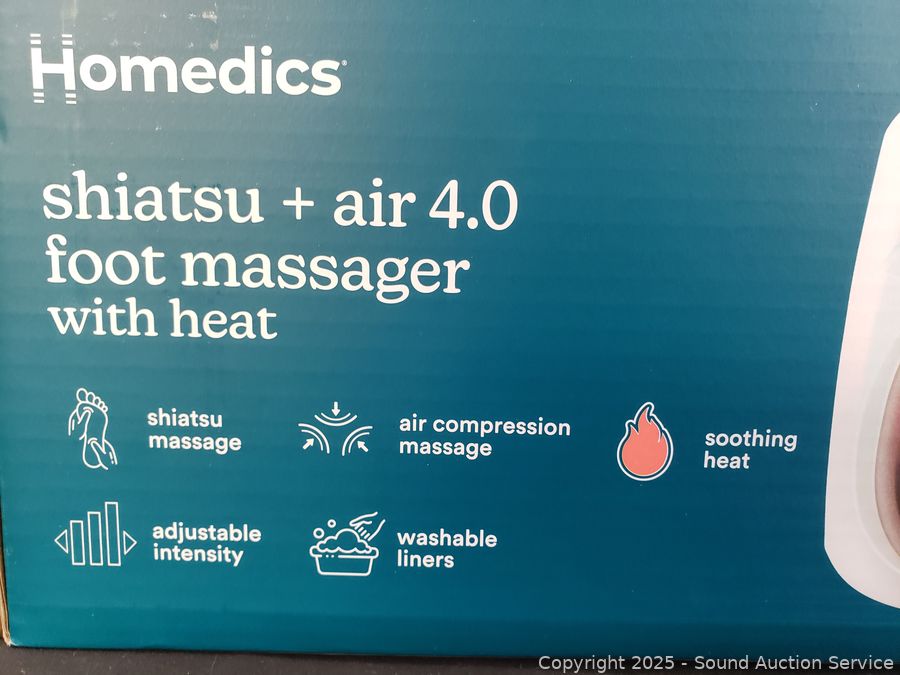 Homedics
shiatsu + air 4.0
foot massager
with heat
shiatsu
massage
air compression
massage
soothing
heat
adjustable
intensity
washable
liners
Copyright 2025 - Sound Auction Service